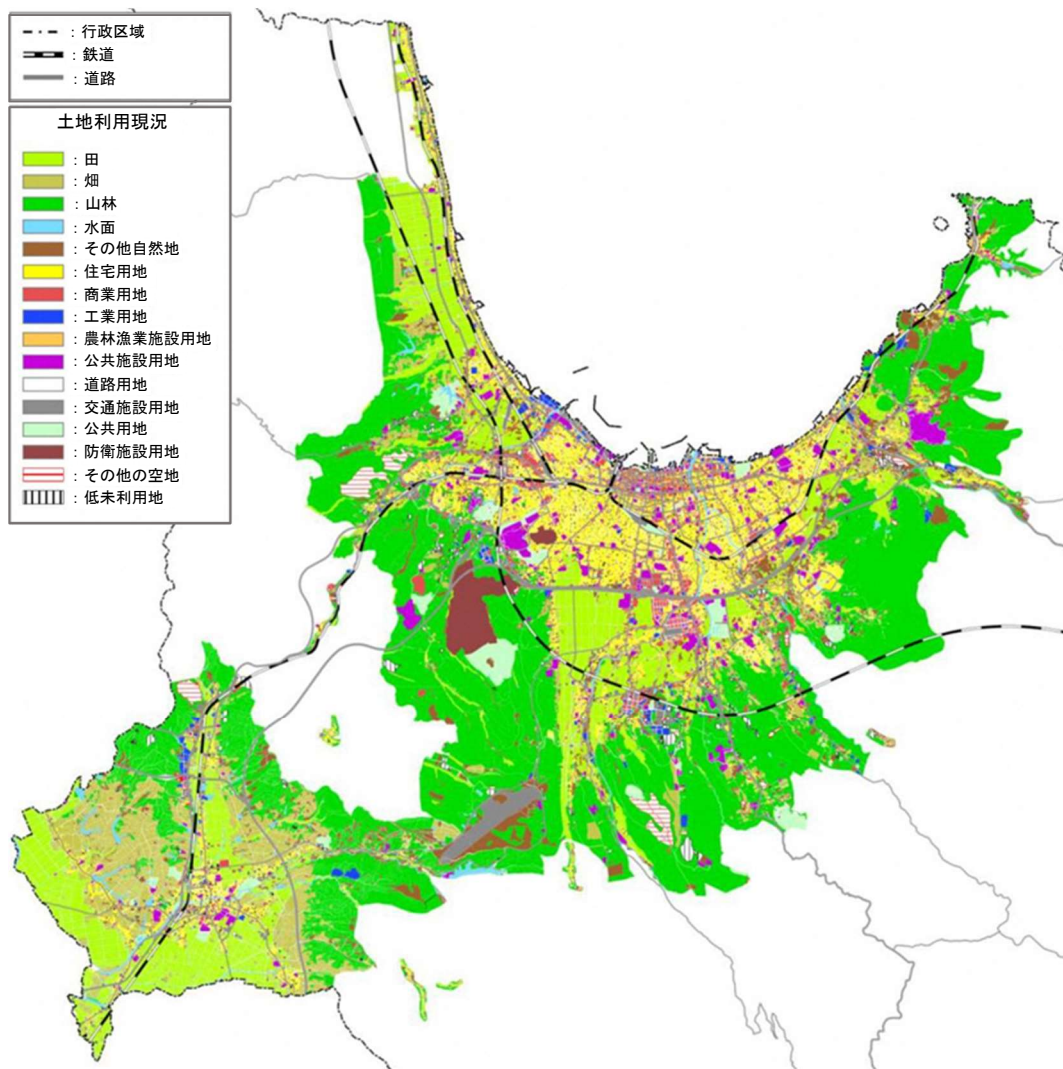 ：行政区域
：鉄道
：道路
土地利用現況
：田
：畑
：山林
：水面
：その他自然地
：住宅用地
：商業用地
：工業用地
：農林漁業施設用地
：公共施設用地
：道路用地
：交通施設用地
：公共用地
：防衛施設用地
：その他の空地
：低未利用地